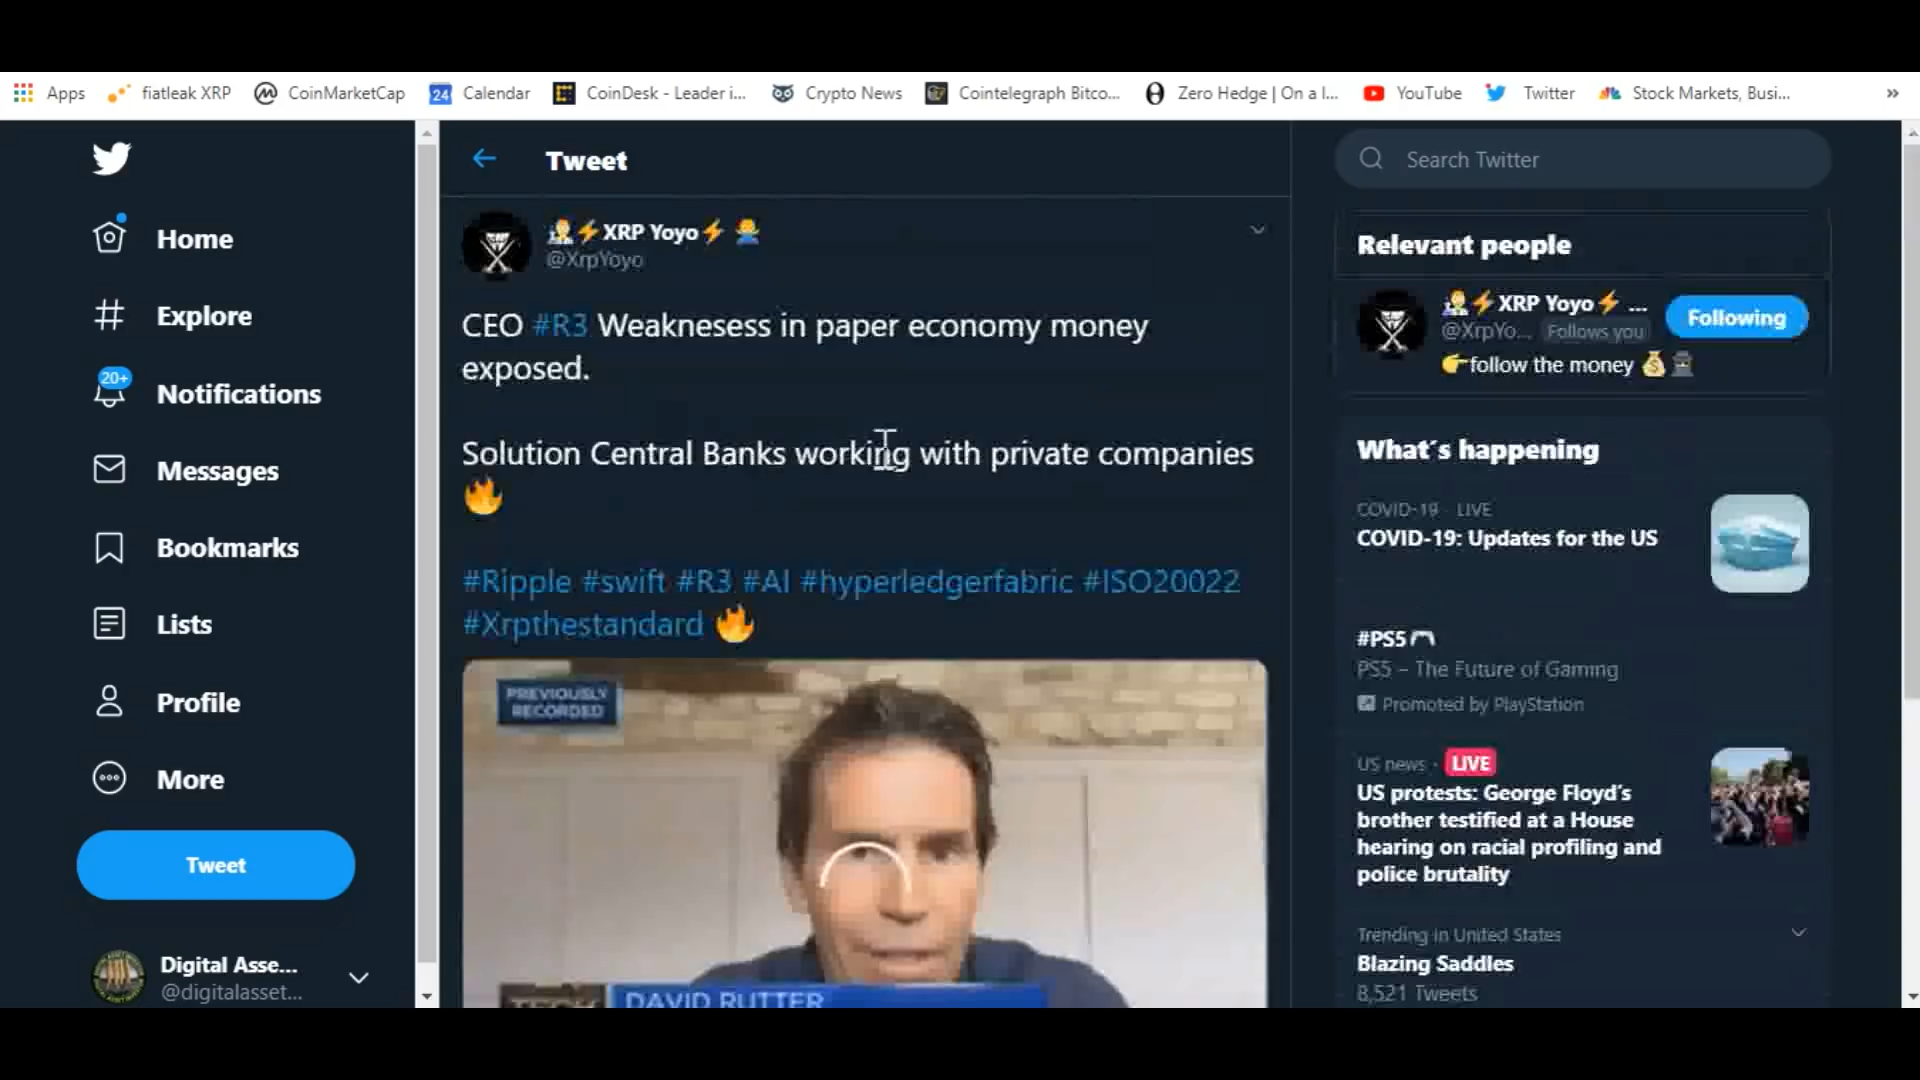 Apps fiatleak XRP CoinMarketCap 24 Calendar CoinDesk - Leader i... Crypto News Cointelegraph Bitco... Zero Hedge | On a l... YouTube Twitter Stock Markets, Busi... »
Home
Explore
20+
Notifications
Messages
Bookmarks
Lists
Profile
More
Tweet
Digital Asse...
@digitalasset...
Tweet
XRP Yoyo
@XrpYoyo
CEO #R3 Weaknesess in paper economy money
exposed.
Solution Central Banks working with private companies
🔥
#Ripple #swift #R3 #AI #hyperledgerfabric #ISO20022
#Xrpthestandard 🔥
PREVIOUSLY
RECORDED
TECH
DAVID RUTTER
Search Twitter
Relevant people
XRP Yoyo ...
@XrpYo... Follows you
Following
follow the money
What's happening
COVID-19 · LIVE
COVID-19: Updates for the US
#PS5
PS5 – The Future of Gaming
Promoted by PlayStation
US news · LIVE
US protests: George Floyd's
brother testified at a House
hearing on racial profiling and
police brutality
Trending in United States
Blazing Saddles
8,521 Tweets